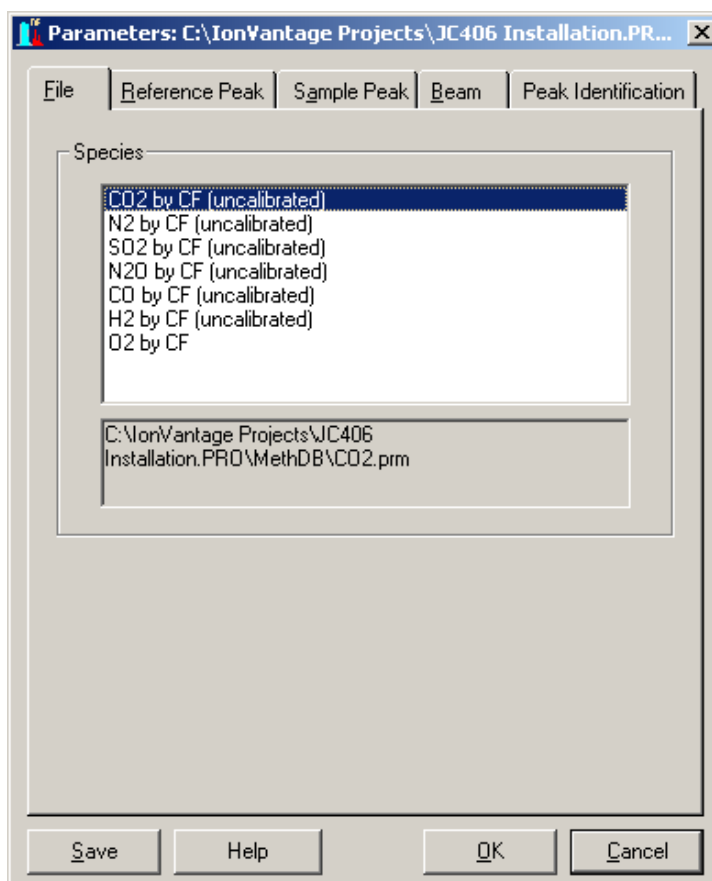 Parameters: C:\IonVantage Projects\JC406 Installation.PR...
File Reference Peak Sample Peak Beam Peak Identification
Species
CO2 by CF (uncalibrated)
N2 by CF (uncalibrated)
SO2 by CF (uncalibrated)
N2O by CF (uncalibrated)
CO by CF (uncalibrated)
H2 by CF (uncalibrated)
O2 by CF
C:\IonVantage Projects\JC406
Installation.PRO\MethDB\CO2.prm
Save Help OK Cancel